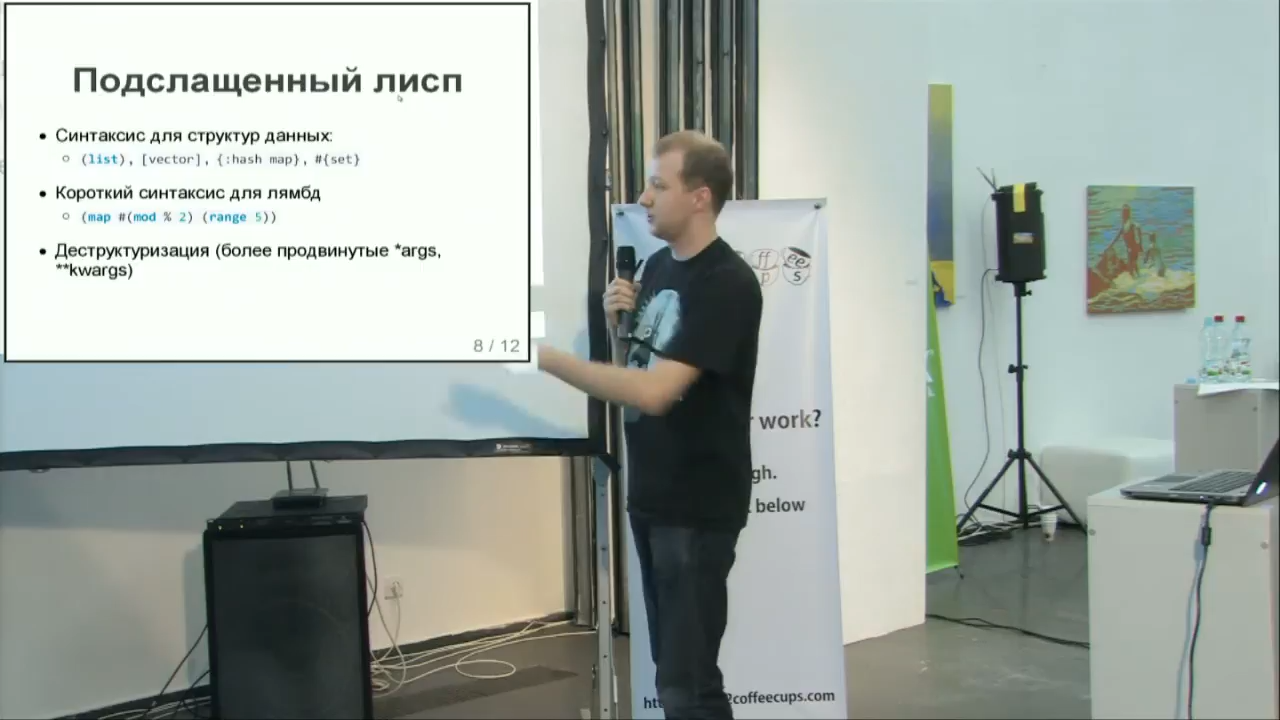 Подслащенный лисп
Синтаксис для структур данных:
(list), [vector], {:hash map}, #{set}
Короткий синтаксис для лямбд
(map #(mod % 2) (range 5))
Деструктуризация (более продвинутые *args,
**kwargs)
8 / 12
work?
below
2coffeecups.com